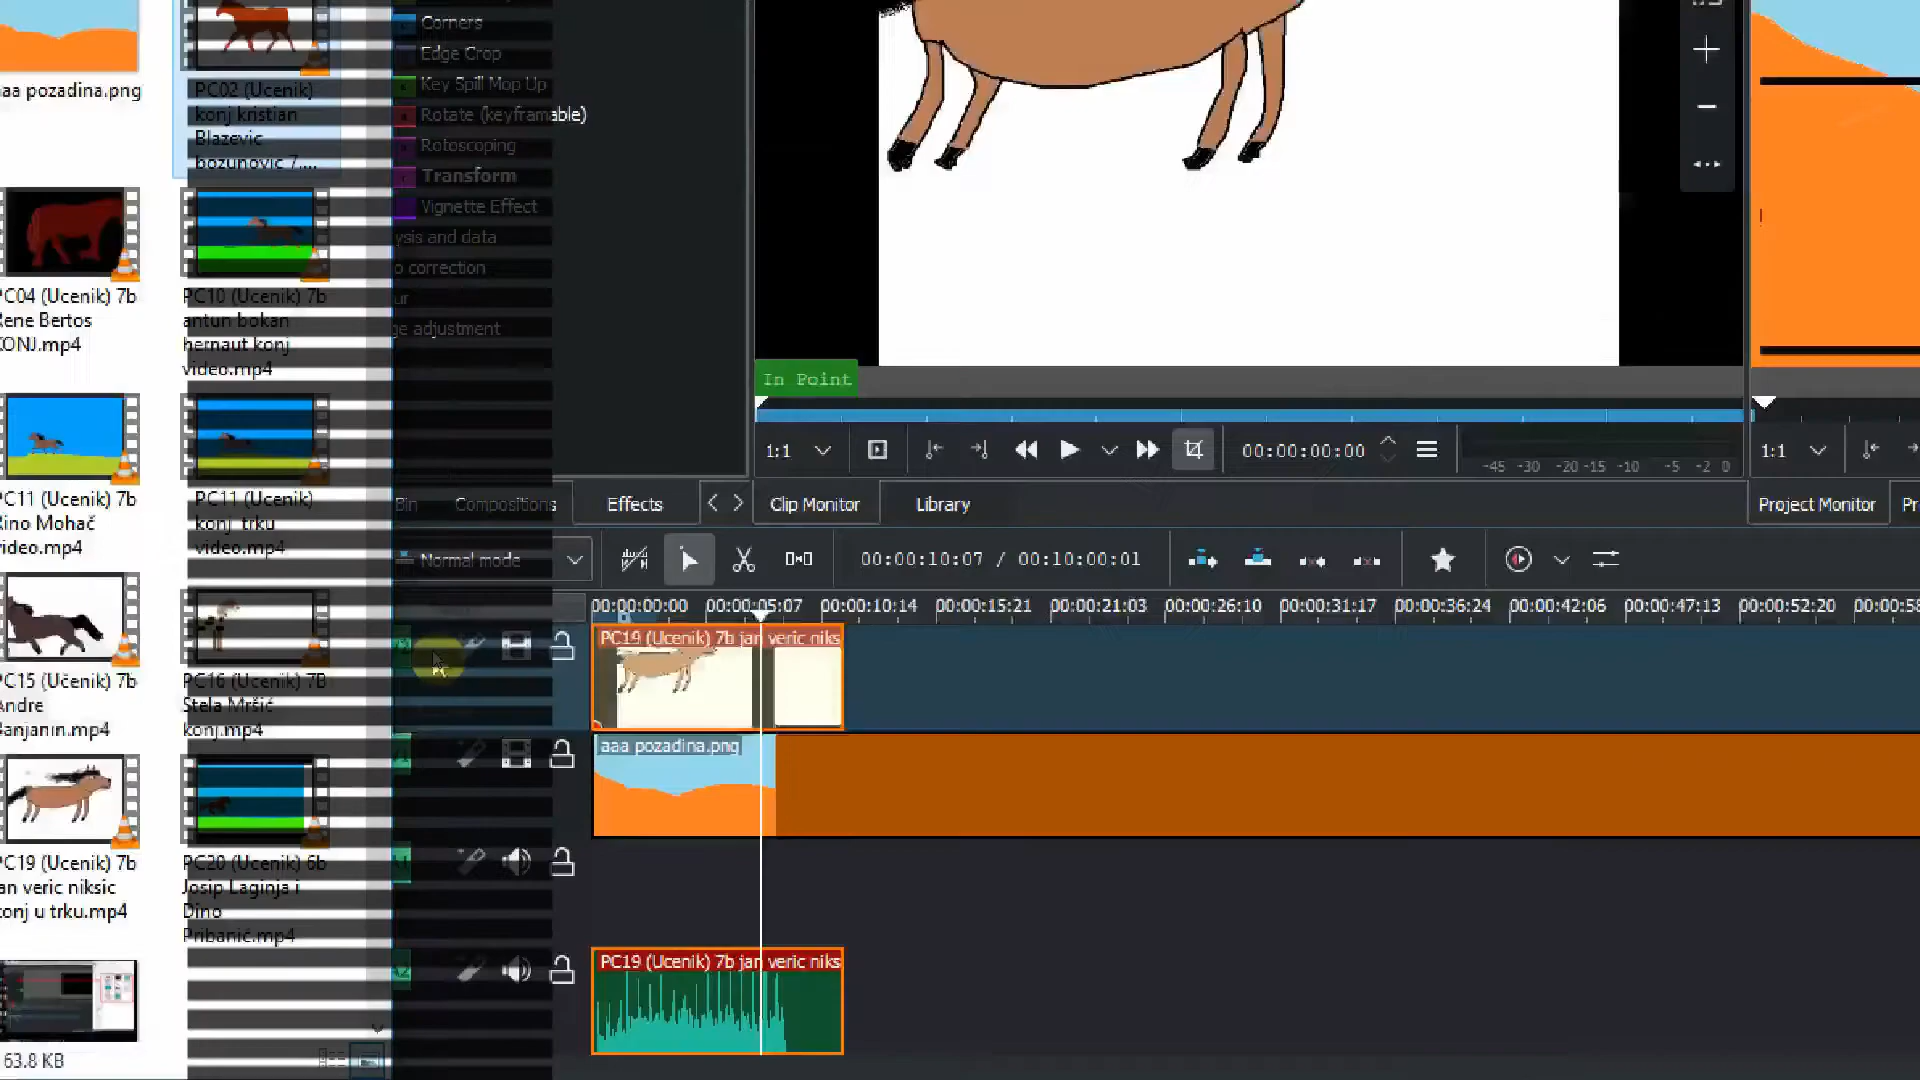 aaa pozadina.png
PC02 (Ucenik)
konj kristian
Blazevic
bozunovic 7....
PC04 (Ucenik) 7b
Rene Bertos
KONJ.mp4
PC10 (Ucenik) 7b
antun bokan
hernaut konj
video.mp4
PC11 (Ucenik) 7b
Rino Mohač
video.mp4
PC11 (Ucenik)
konj trku
video.mp4
PC15 (Učenik) 7b
Andre
Banjanin.mp4
PC16 (Ucenik) 7B
Stela Mršić
konj.mp4
PC19 (Ucenik) 7b
jan veric niksic
konj u trku.mp4
PC20 (Ucenik) 6b
Josip Laginja i
Dino
Pribanić.mp4
63.8 KB
Corners
Edge Crop
Key Spill Mop Up
Rotate (keyframable)
Rotoscoping
Transform
Vignette Effect
ysis and data
o correction
ur
ge adjustment
Bin
Compositions
Effects
In Point
1:1
00:00:00:00
-45 -30 -20 -15 -10 -5 -2 0
1:1
Clip Monitor
Library
Project Monitor
Pr
Normal mode
00:00:10:07 / 00:10:00:01
00:00:00:00 00:00:05:07 00:00:10:14 00:00:15:21 00:00:21:03 00:00:26:10 00:00:31:17 00:00:36:24 00:00:42:06 00:00:47:13 00:00:52:20 00:00:58
PC19 (Ucenik) 7b jan veric niks
aaa pozadina.png
PC19 (Ucenik) 7b jan veric niks